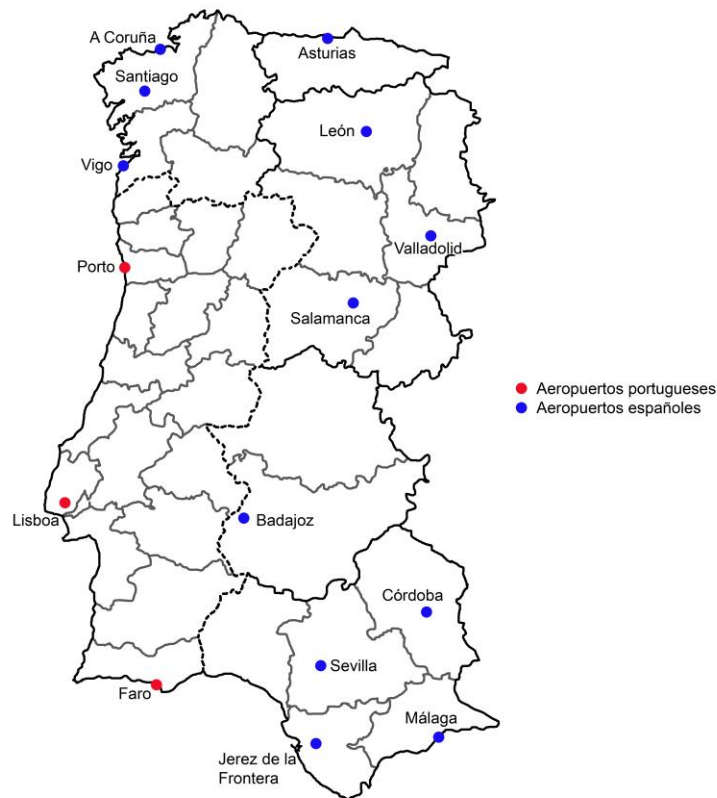 A Coruña
Asturias
Santiago
León
Vigo
Valladolid
Porto
Salamanca
Aeropuertos portugueses
Aeropuertos españoles
Lisboa
Badajoz
Córdoba
Sevilla
Faro
Málaga
Jerez de la
Frontera